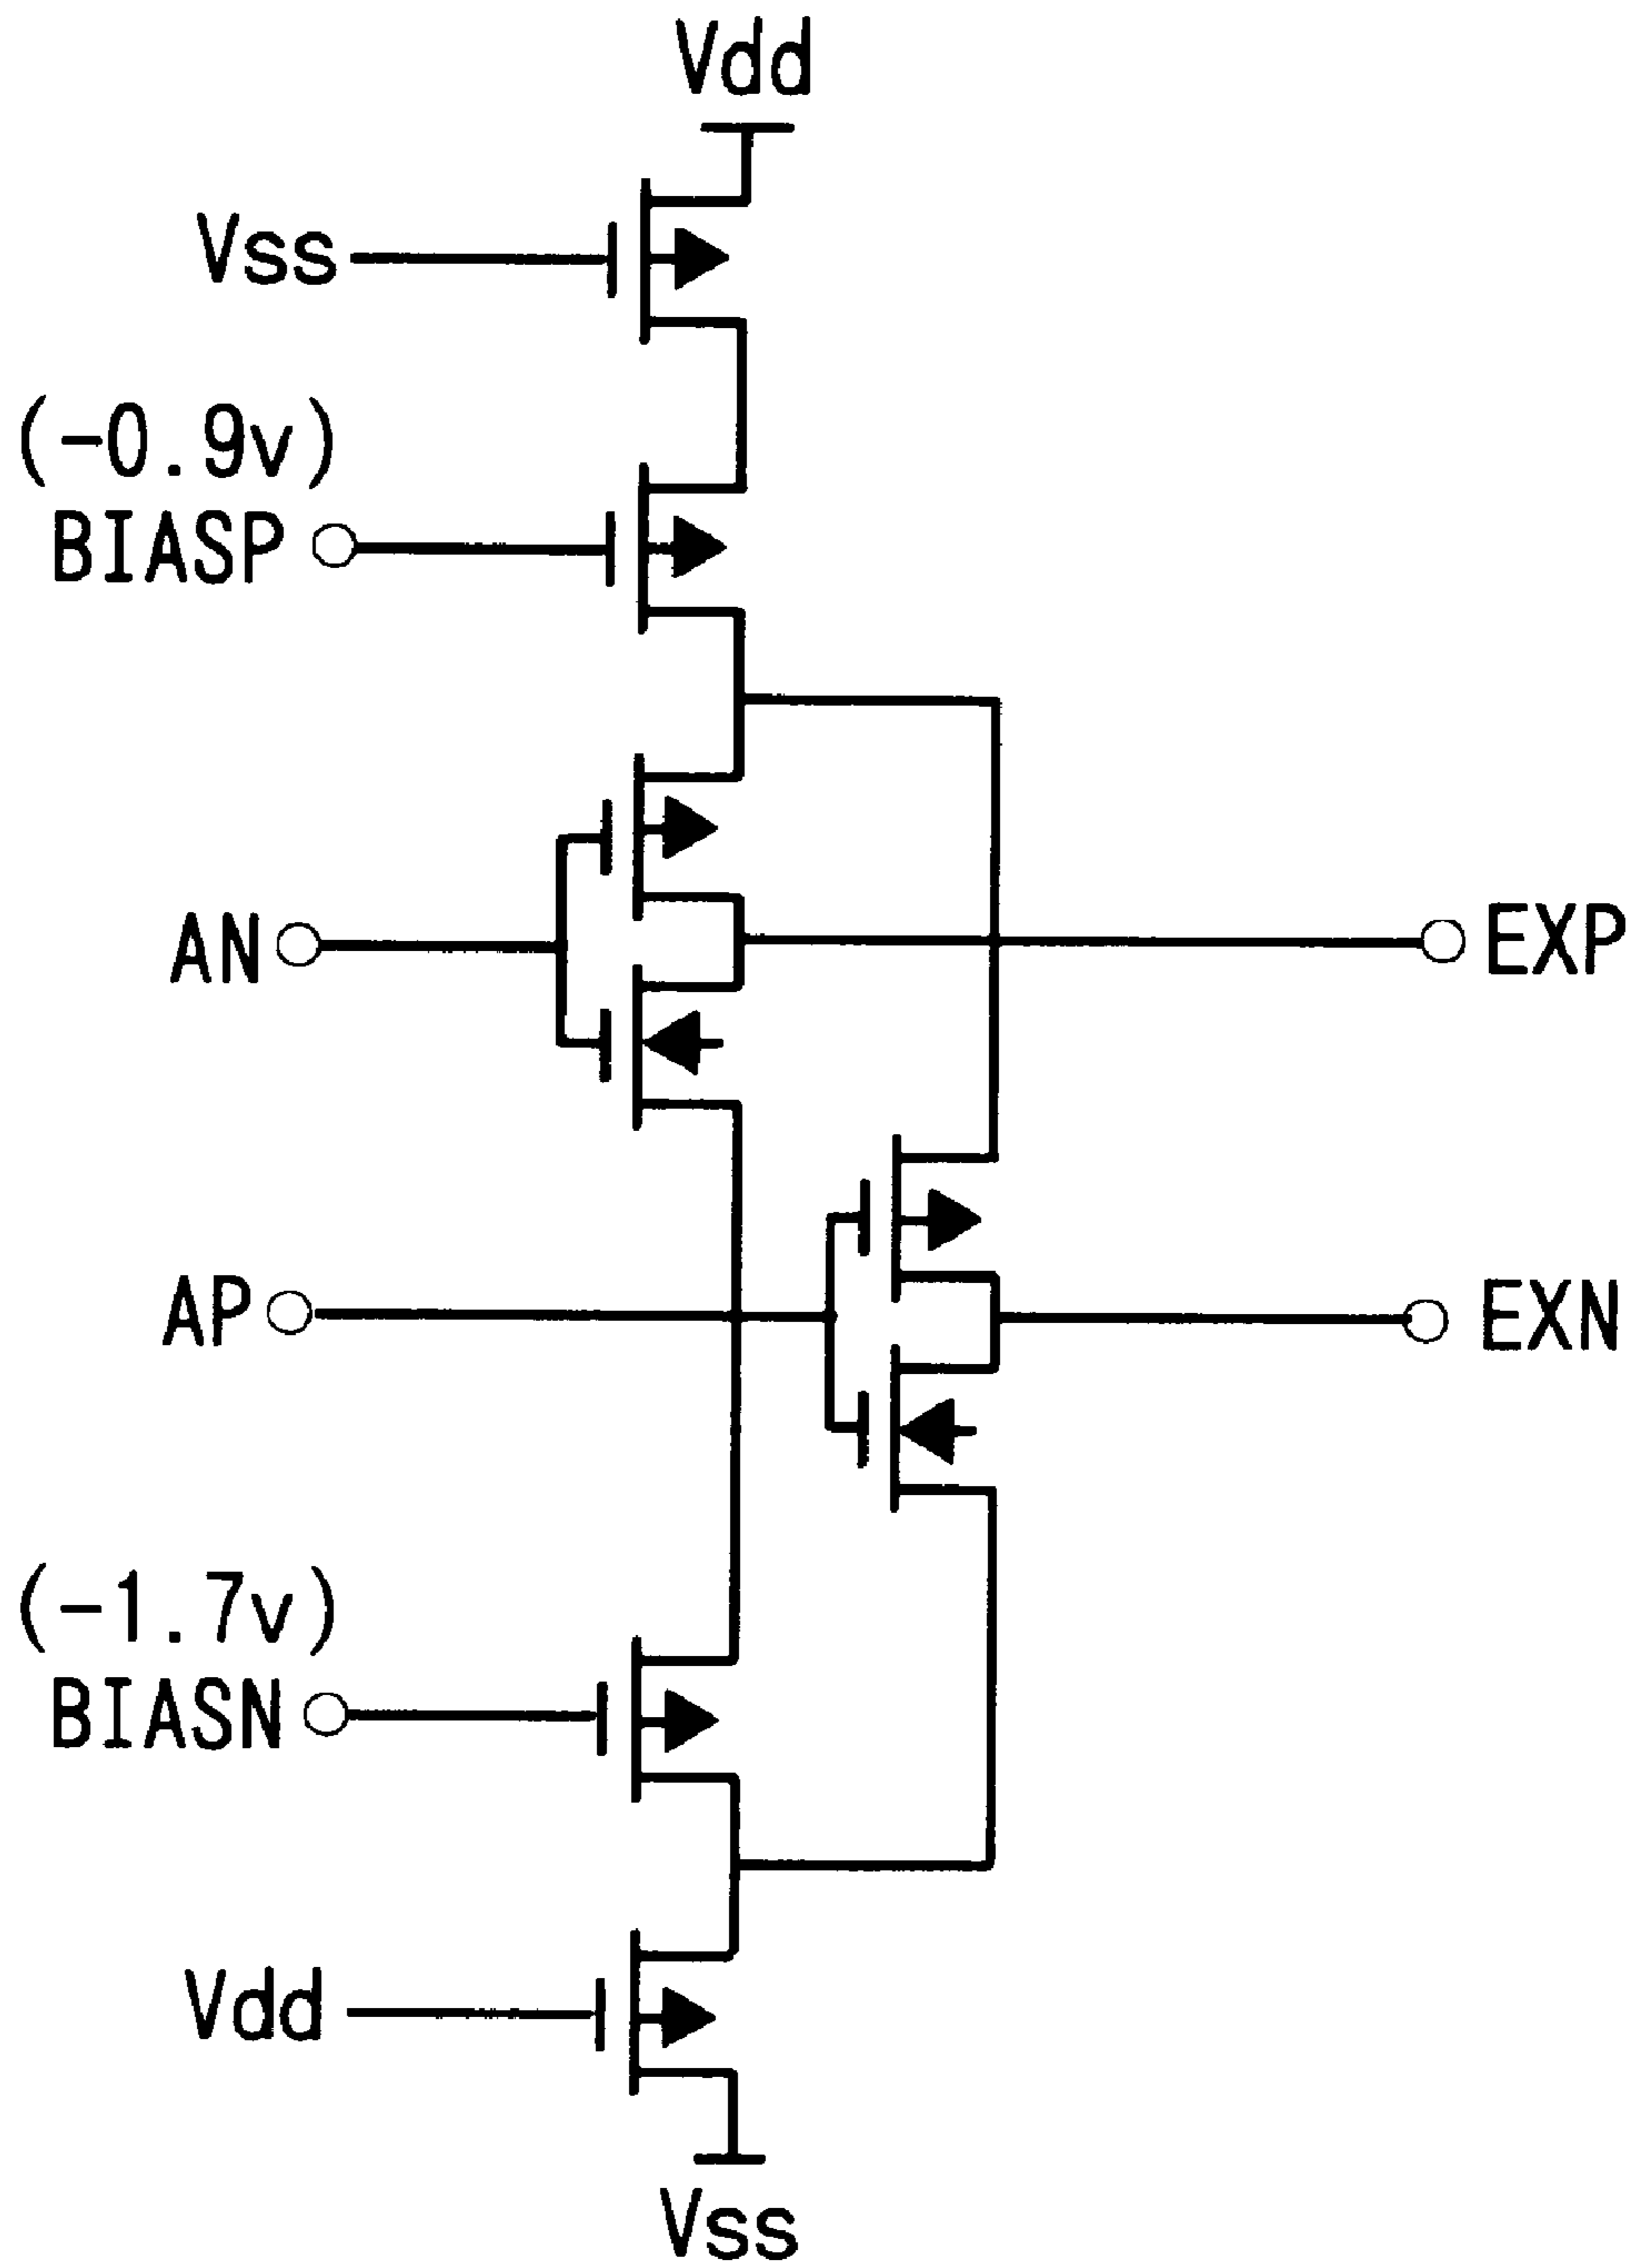 Vdd
Vss
(-0.9v)
BIASP
AN
EXP
AP
EXN
(-1.7v)
BIASN
Vdd
Vss